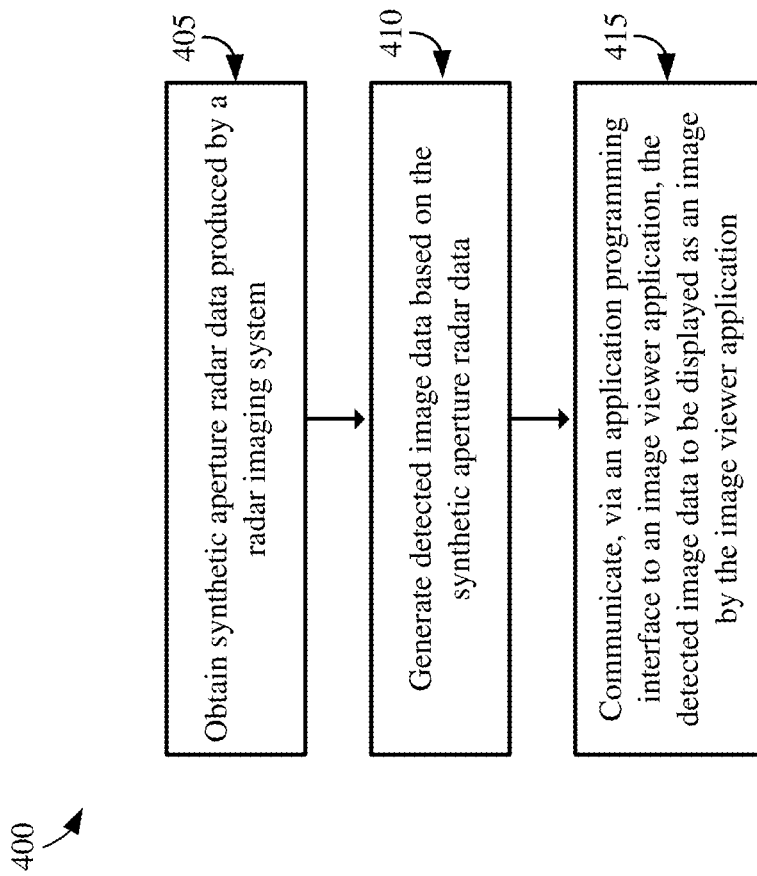 400
405
Obtain synthetic aperture radar data produced by a
radar imaging system
410
Generate detected image data based on the
synthetic aperture radar data
415
Communicate, via an application programming
interface to an image viewer application, the
detected image data to be displayed as an image
by the image viewer application